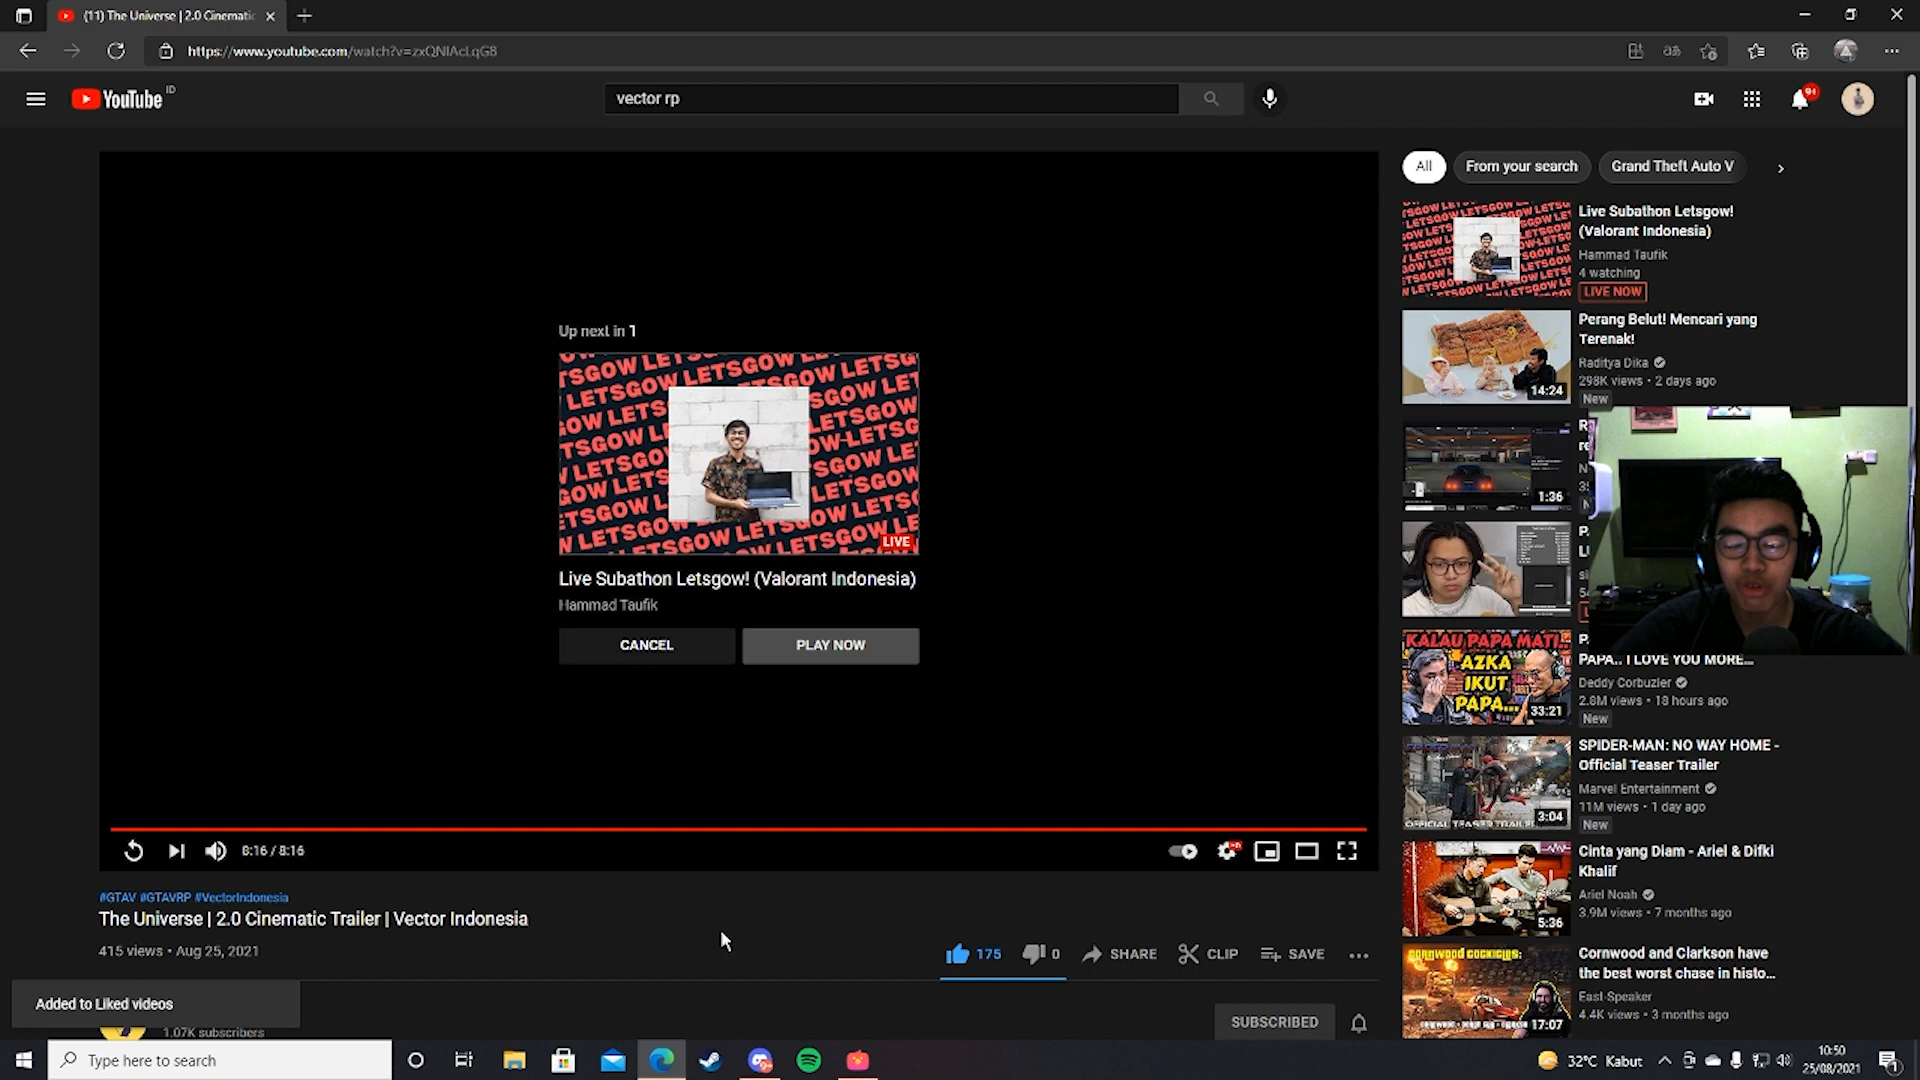 (11) The Universe | 2.0 Cinematic
https://www.youtube.com/watch?v=zxQNIAcLqG8
YouTube ID
vector rp
94
All
From your search
Grand Theft Auto V
Up next in 1
LIVE
Live Subathon Letsgow! (Valorant Indonesia)
Hammad Taufik
CANCEL
PLAY NOW
8:16 / 8:16
#GTAV #GTAVRP #VectorIndonesia
The Universe | 2.0 Cinematic Trailer | Vector Indonesia
415 views • Aug 25, 2021
175
0
SHARE
CLIP
SAVE
Added to Liked videos
1.07K subscribers
SUBSCRIBED
Live Subathon Letsgow!
(Valorant Indonesia)
Hammad Taufik
4 watching
LIVE NOW
Perang Belut! Mencari yang
Terenak!
Raditya Dika
298K views • 2 days ago
New
14:24
1:36
KALAU PAPA MATI..
AZKA
IKUT
PAPA...
33:21
PAPA.. I LOVE YOU MORE...
Deddy Corbuzier
2.8M views • 18 hours ago
New
OFFICIAL TEASER TRAILER
3:04
SPIDER-MAN: NO WAY HOME -
Official Teaser Trailer
Marvel Entertainment
11M views • 1 day ago
New
5:36
Cinta yang Diam - Ariel & Difki
Khalif
Ariel Noah
3.9M views • 7 months ago
17:07
Cornwood and Clarkson have
the best worst chase in histo...
East-Speaker
4.4K views • 3 months ago
Type here to search
32°C Kabut
10:50
25/08/2021